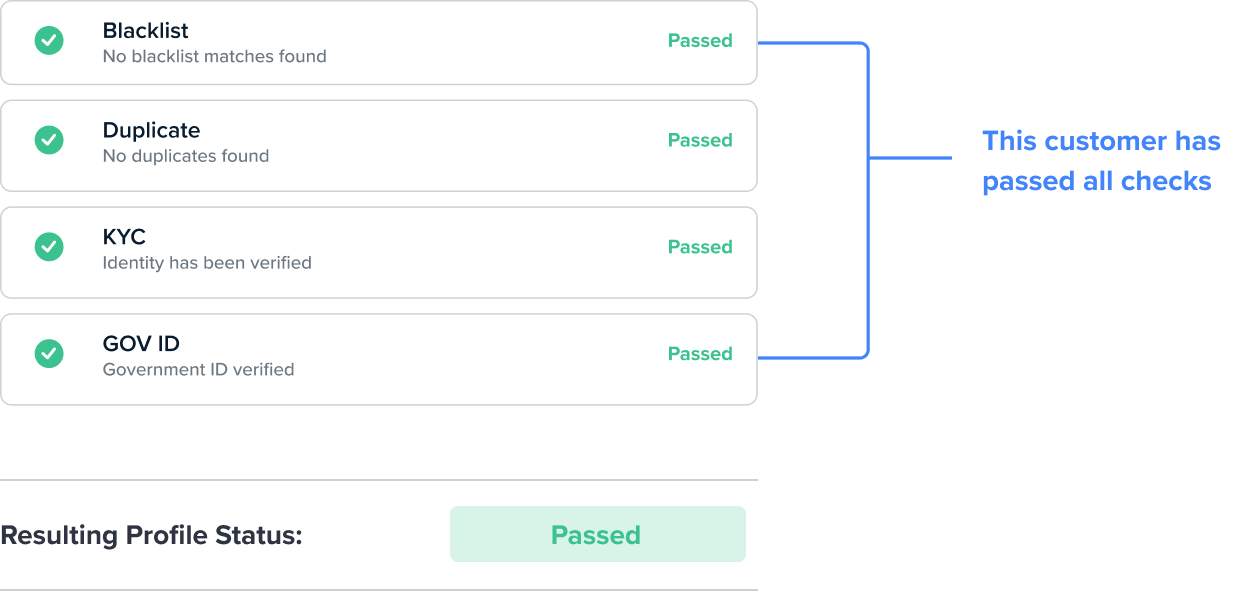 Blacklist
No blacklist matches found
Passed
Duplicate
No duplicates found
Passed
KYC
Identity has been verified
Passed
GOV ID
Government ID verified
Passed
This customer has
passed all checks
Resulting Profile Status:
Passed